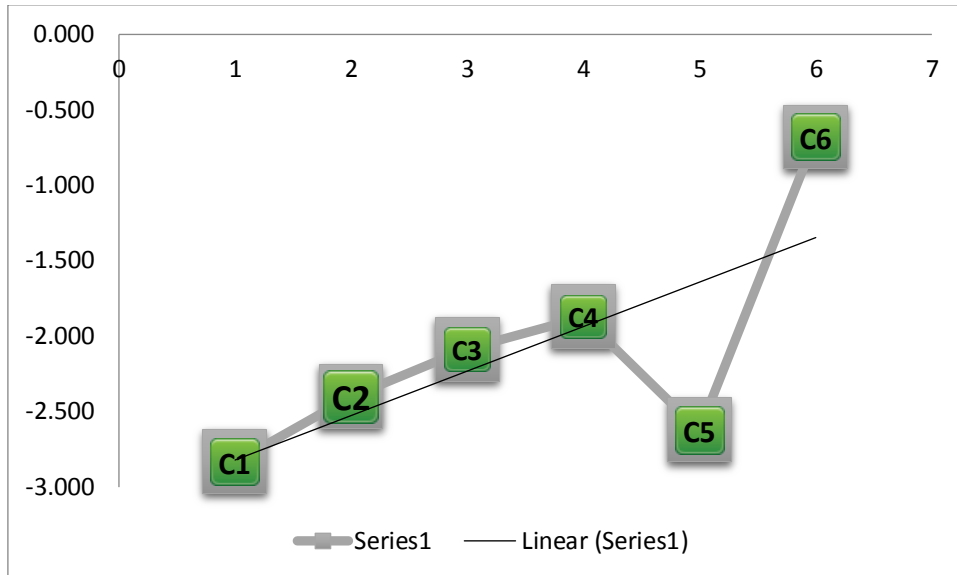 0.000
0 1 2 3 4 5 6 7
-0.500
C6
-1.000
-1.500
C4
-2.000
C3
C2
-2.500
C5
C1
-3.000
Series1 Linear (Series1)